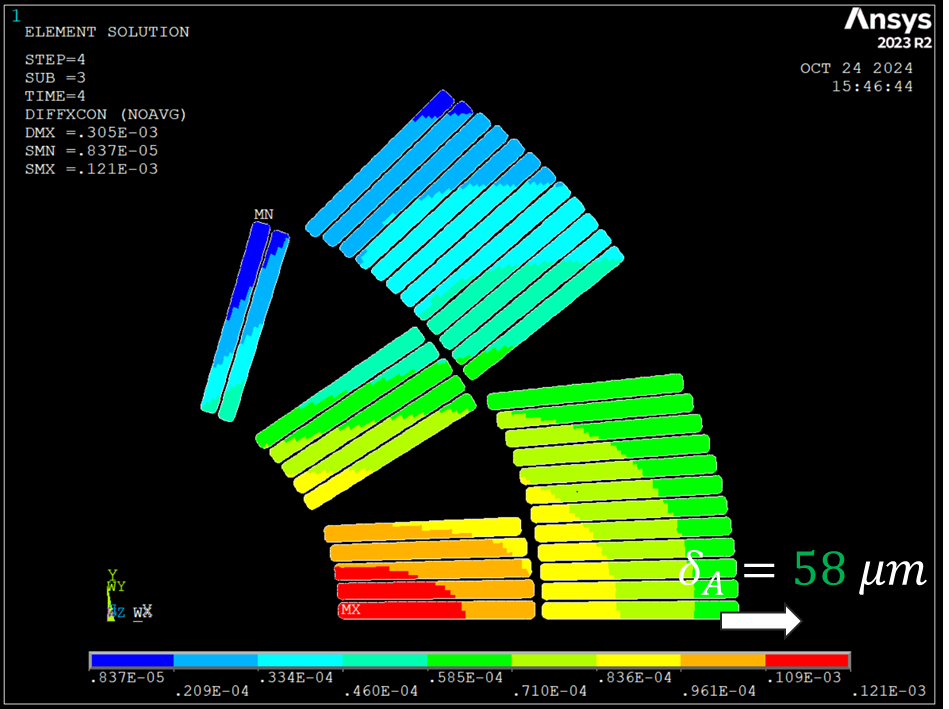 1
ELEMENT SOLUTION
STEP=4
SUB =3
TIME=4
DIFFXCON (NOAVG)
DMX =.305E-03
SMN =.837E-05
SMX =.121E-03
Ansys
2023 R2
OCT 24 2024
15:46:44
MN
MX
δA = 58 μm
Y
WY
Z WX
.837E-05 .334E-04 .585E-04 .836E-04 .109E-03
.209E-04 .460E-04 .710E-04 .961E-04 .121E-03